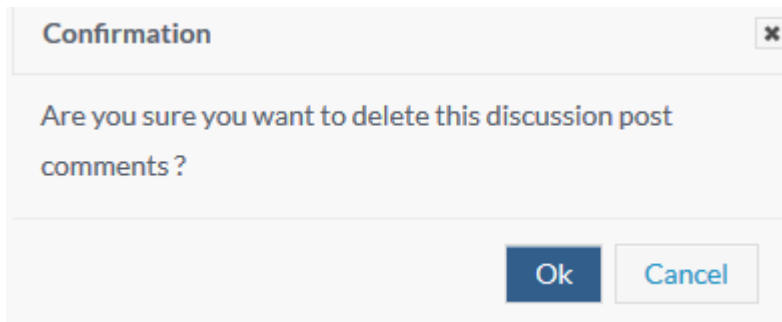 Confirmation
Are you sure you want to delete this discussion post
comments ?
Ok Cancel